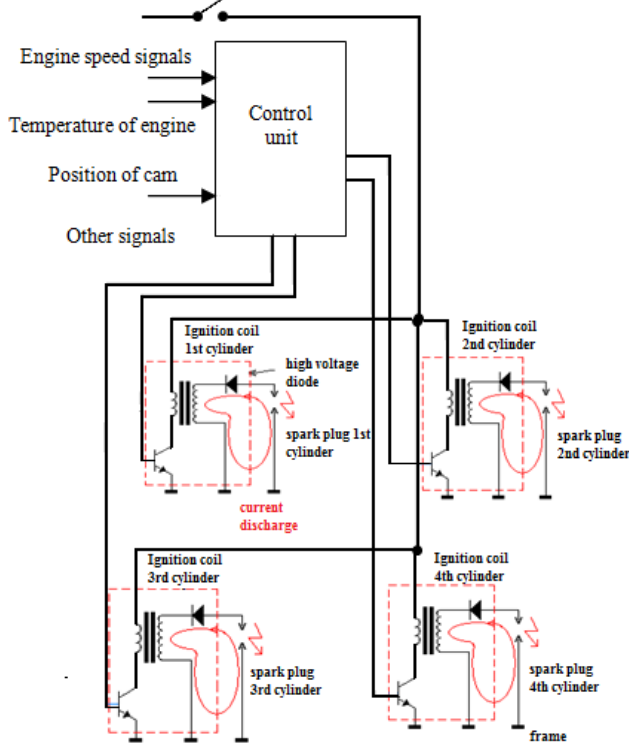 Engine speed signals
Temperature of engine
Position of cam
Other signals
Control
unit
Ignition coil
1st cylinder
high voltage
diode
spark plug 1st
cylinder
current
discharge
Ignition coil
2nd cylinder
spark plug
2nd cylinder
Ignition coil
3rd cylinder
spark plug
3rd cylinder
Ignition coil
4th cylinder
spark plug
4th cylinder
frame